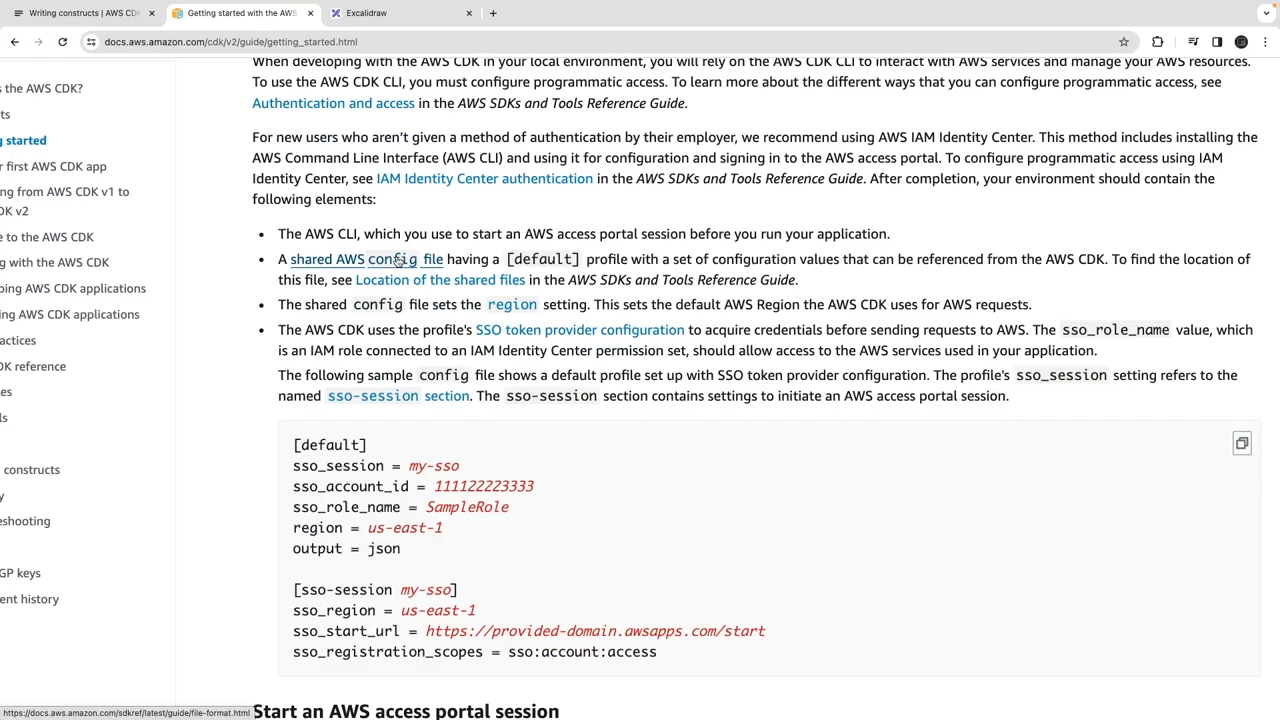 Writing constructs | AWS CD
Getting started with the AWS
Excalidraw
docs.aws.amazon.com/cdk/v2/guide/getting_started.html
s the AWS CDK?
ts
g started
r first AWS CDK app
ing from AWS CDK v1 to
DK v2
e to the AWS CDK
g with the AWS CDK
ping AWS CDK applications
ing AWS CDK applications
actices
DK reference
es
ls
constructs
y
eshooting
GP keys
ent history
When developing with the AWS CDK in your local environment, you will rely on the AWS CDK CLI to interact with AWS services and manage your AWS resources.
To use the AWS CDK CLI, you must configure programmatic access. To learn more about the different ways that you can configure programmatic access, see
Authentication and access in the AWS SDKs and Tools Reference Guide.
For new users who aren't given a method of authentication by their employer, we recommend using AWS IAM Identity Center. This method includes installing the
AWS Command Line Interface (AWS CLI) and using it for configuration and signing in to the AWS access portal. To configure programmatic access using IAM
Identity Center, see IAM Identity Center authentication in the AWS SDKs and Tools Reference Guide. After completion, your environment should contain the
following elements:
• The AWS CLI, which you use to start an AWS access portal session before you run your application.
• A shared AWS config file having a [default] profile with a set of configuration values that can be referenced from the AWS CDK. To find the location of
this file, see Location of the shared files in the AWS SDKs and Tools Reference Guide.
• The shared config file sets the region setting. This sets the default AWS Region the AWS CDK uses for AWS requests.
• The AWS CDK uses the profile's SSO token provider configuration to acquire credentials before sending requests to AWS. The sso_role_name value, which
is an IAM role connected to an IAM Identity Center permission set, should allow access to the AWS services used in your application.
The following sample config file shows a default profile set up with SSO token provider configuration. The profile's sso_session setting refers to the
named sso-session section. The sso-session section contains settings to initiate an AWS access portal session.
[default]
sso_session = my-sso
sso_account_id = 111122223333
sso_role_name = SampleRole
region = us-east-1
output = json
[sso-session my-sso]
sso_region = us-east-1
sso_start_url = https://provided-domain.awsapps.com/start
sso_registration_scopes = sso:account:access
Start an AWS access portal session
https://docs.aws.amazon.com/sdkref/latest/guide/file-format.html